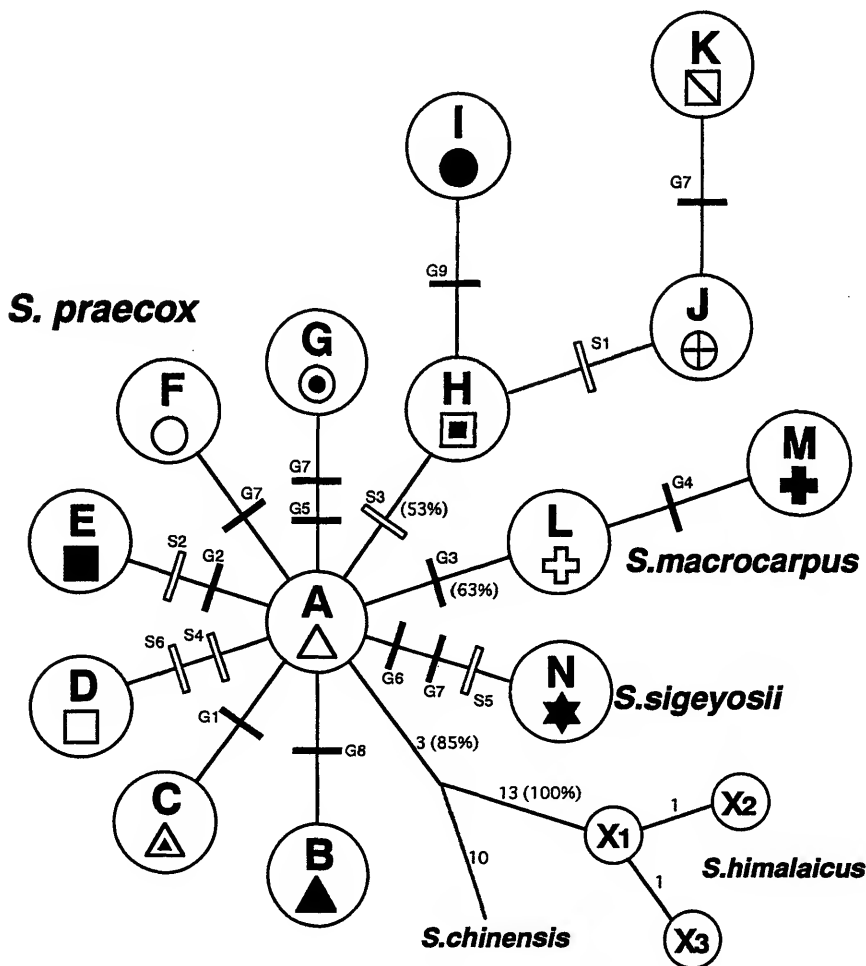 K
I
G7
G9
S. praecox
J
G
S1
F
H
M
G7
S3
(53%)
G4
G7
E
S2
G5
L
G2
G3
S.macrocarpus
A
(63%)
S6
S4
D
G6
G7
N
S5
S.sigeyosii
G1
G8
3 (85%)
C
13 (100%)
X2
1
B
X1
10
S.himalaicus
1
S.chinensis
X3